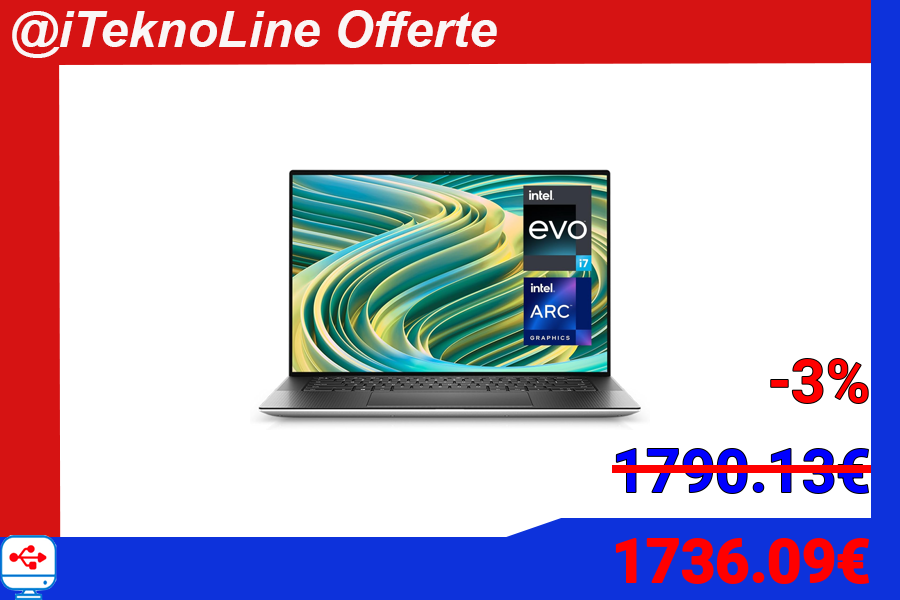 @iTeknoLine Offerte
intel.
evo
i7
intel.
ARC
GRAPHICS
-3%
1790.13€
1736.09€